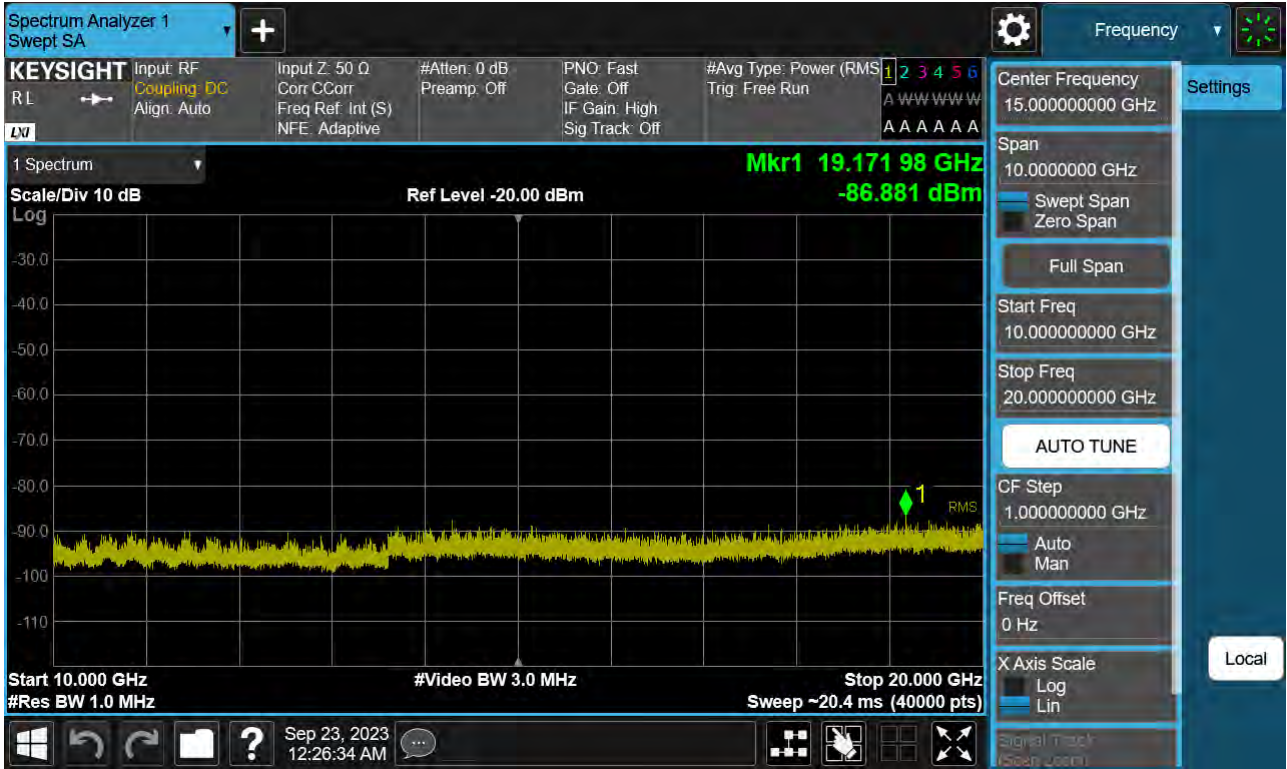 Spectrum Analyzer 1
Swept SA
Frequency
KEYSIGHT
RL
LXI
Input: RF
Coupling: DC
Align: Auto
Input Z: 50 Ω
Corr CCorr
Freq Ref: Int (S)
NFE: Adaptive
#Atten: 0 dB
Preamp: Off
PNO: Fast
Gate: Off
IF Gain: High
Sig Track: Off
#Avg Type: Power (RMS
Trig: Free Run
1 2 3 4 5 6
A W W W W W
A A A A A A
1 Spectrum
Scale/Div 10 dB
Ref Level -20.00 dBm
Mkr1 19.171 98 GHz
-86.881 dBm
Log
-30.0
-40.0
-50.0
-60.0
-70.0
-80.0
-90.0
-100
-110
1
RMS
Start 10.000 GHz
#Video BW 3.0 MHz
Stop 20.000 GHz
#Res BW 1.0 MHz
Sweep ~20.4 ms (40000 pts)
Sep 23, 2023
12:26:34 AM
Center Frequency
15.000000000 GHz
Span
10.0000000 GHz
Swept Span
Zero Span
Full Span
Start Freq
10.000000000 GHz
Stop Freq
20.000000000 GHz
AUTO TUNE
CF Step
1.000000000 GHz
Auto
Man
Freq Offset
0 Hz
X Axis Scale
Log
Lin
Signal Track
(Span Zoom)
Settings
Local